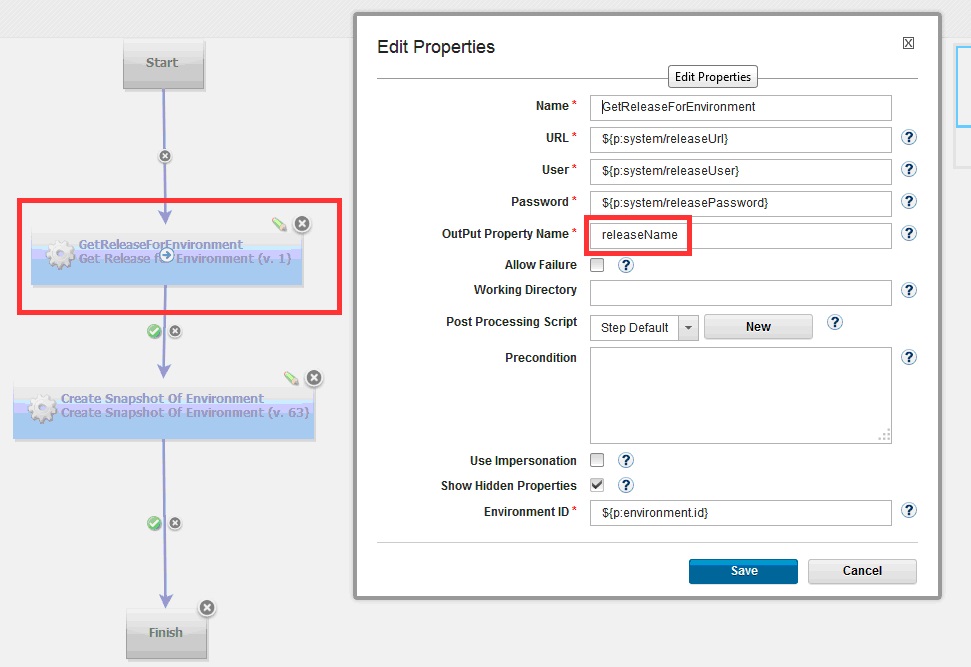 Start
GetReleaseForEnvironment
Get Release for Environment (v. 1)
Create Snapshot Of Environment
Create Snapshot Of Environment (v. 63)
Finish
Edit Properties
Edit Properties
Name *
GetReleaseForEnvironment
URL *
${p:system/releaseUrl}
?
User *
${p:system/releaseUser}
?
Password *
${p:system/releasePassword}
?
OutPut Property Name *
releaseName
?
Allow Failure
?
Working Directory
?
Post Processing Script
Step Default
New
?
Precondition
?
Use Impersonation
?
Show Hidden Properties
?
Environment ID *
${p:environment.id}
?
Save
Cancel